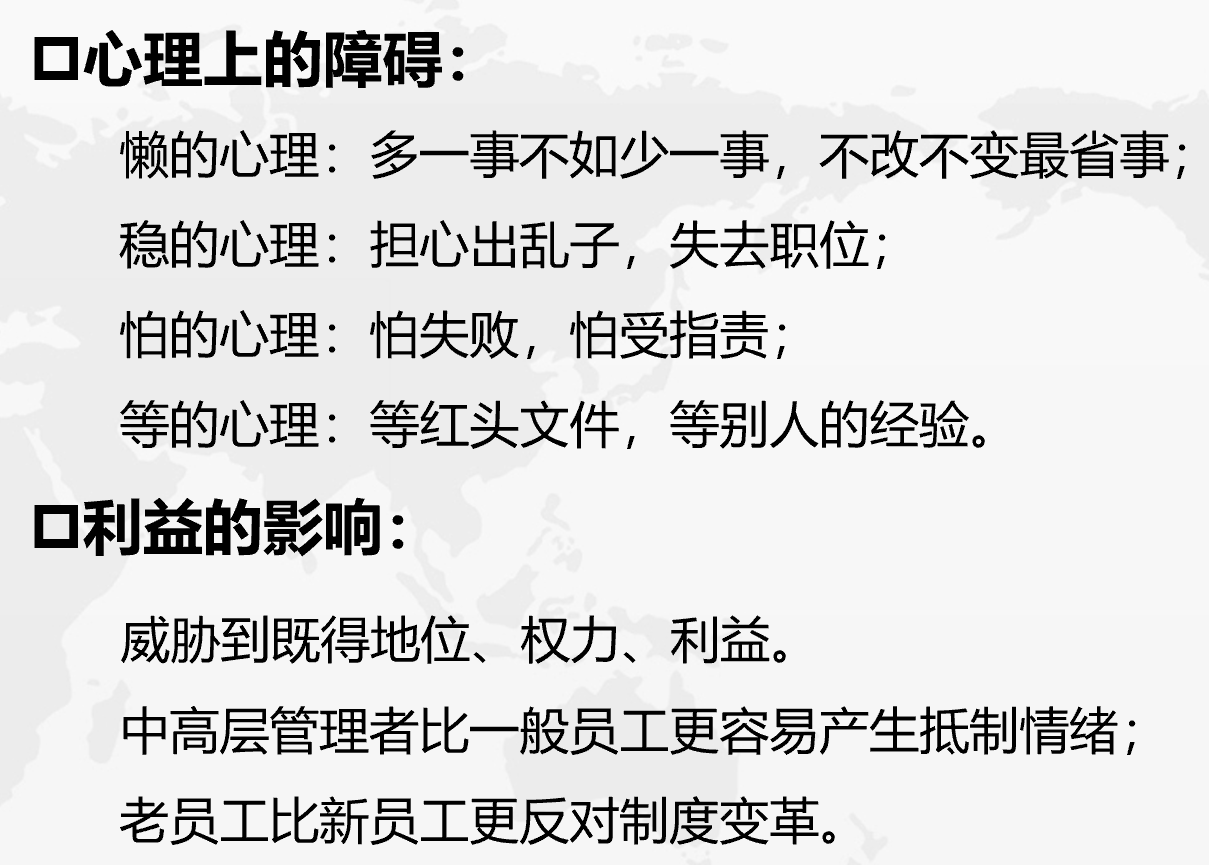 □心理上的障碍：
懒的心理：多一事不如少一事，不改不变最省事；
稳的心理：担心出乱子，失去职位；
怕的心理：怕失败，怕受指责；
等的心理：等红头文件，等别人的经验。
□利益的影响：
威胁到既得地位、权力、利益。
中高层管理者比一般员工更容易产生抵制情绪；
老员工比新员工更反对制度变革。